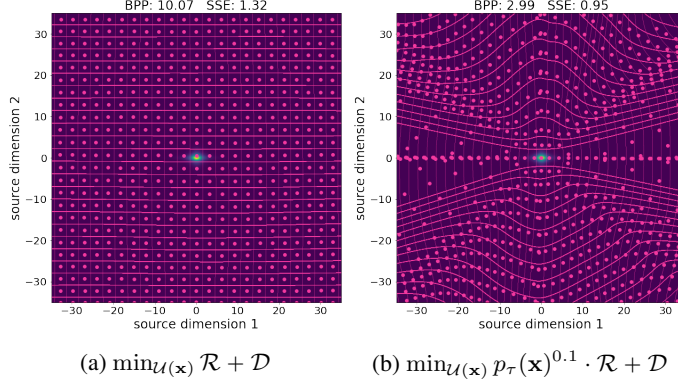 BPP: 10.07 SSE: 1.32
source dimension 2
30
20
10
0
−10
−20
−30
−30 −20 −10 0 10 20 30
source dimension 1
(a) min_{𝒰(𝐱)} ℛ + 𝒟
BPP: 2.99 SSE: 0.95
source dimension 2
30
20
10
0
−10
−20
−30
−30 −20 −10 0 10 20 30
source dimension 1
(b) min_{𝒰(𝐱)} p_τ(𝐱)^{0.1} · ℛ + 𝒟